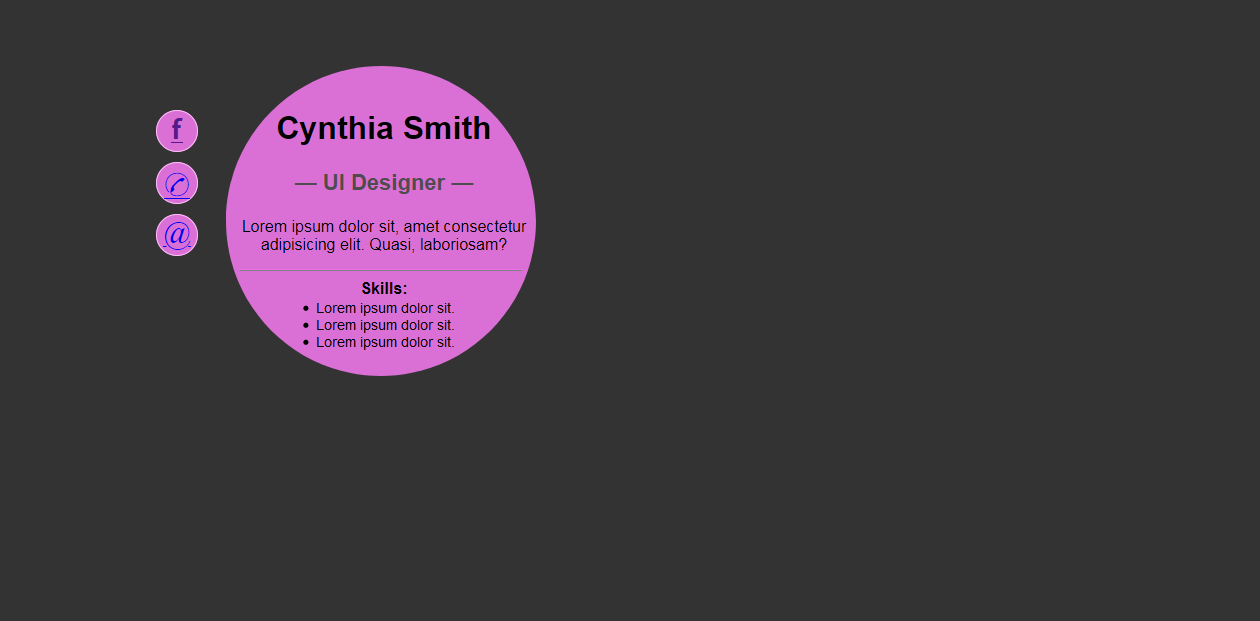 f
✆
@
Cynthia Smith
— UI Designer —
Lorem ipsum dolor sit, amet consectetur
adipisicing elit. Quasi, laboriosam?
Skills:
• Lorem ipsum dolor sit.
• Lorem ipsum dolor sit.
• Lorem ipsum dolor sit.